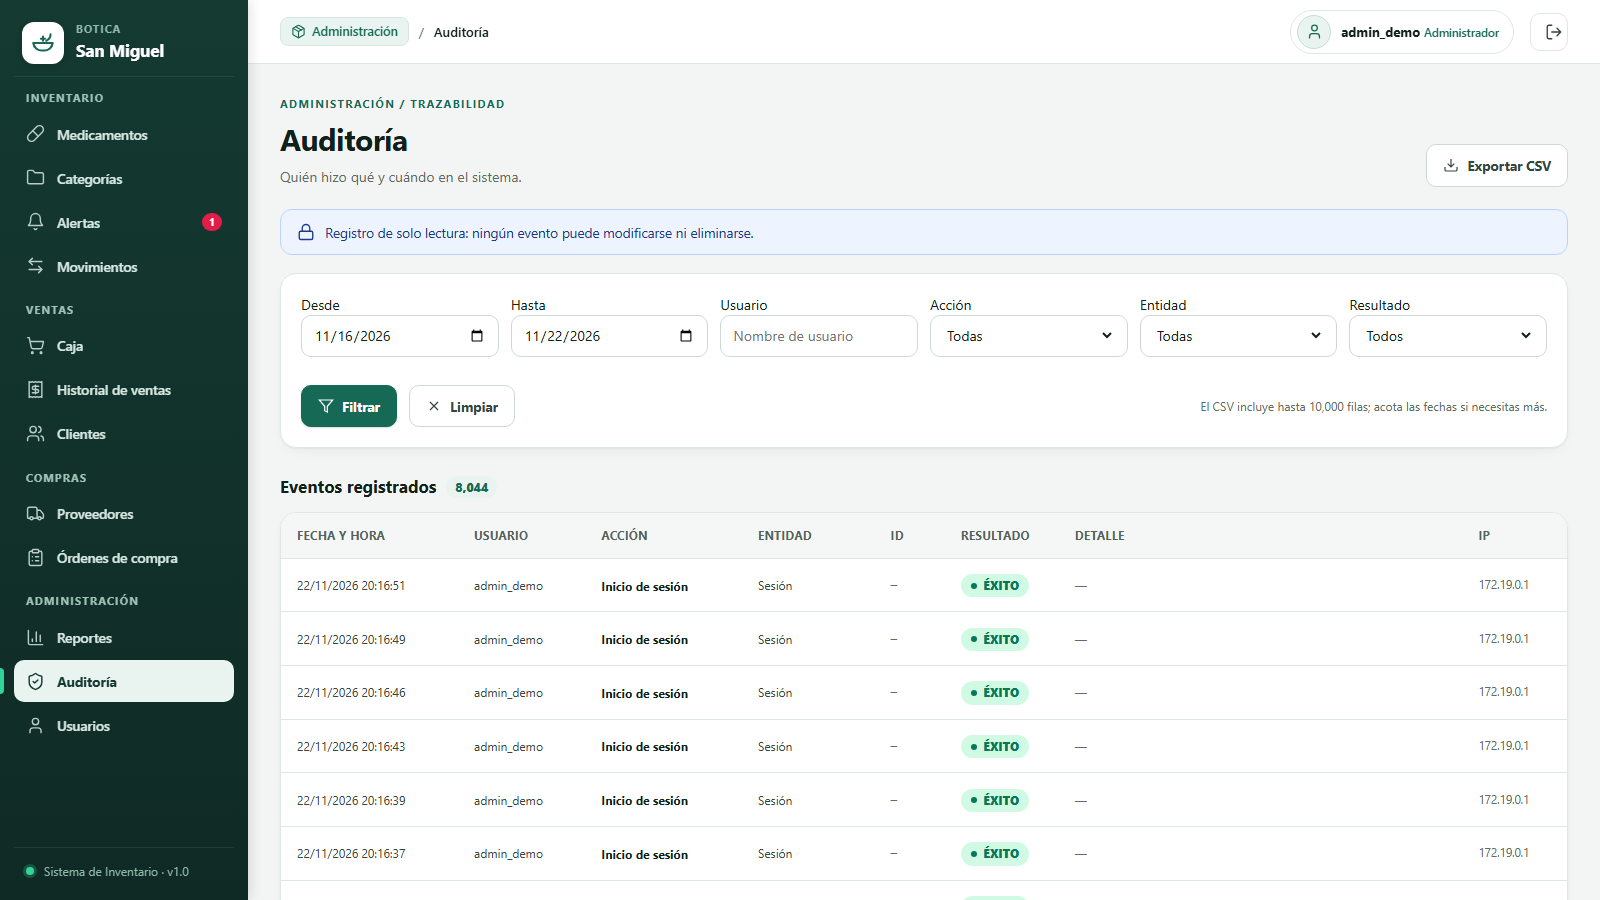 BOTICA
San Miguel
INVENTARIO
Medicamentos
Categorías
Alertas 1
Movimientos
VENTAS
Caja
Historial de ventas
Clientes
COMPRAS
Proveedores
Órdenes de compra
ADMINISTRACIÓN
Reportes
Auditoría
Usuarios
Sistema de Inventario · v1.0
Administración / Auditoría
admin_demo Administrador
ADMINISTRACIÓN / TRAZABILIDAD
Auditoría
Quién hizo qué y cuándo en el sistema.
Exportar CSV
Registro de solo lectura: ningún evento puede modificarse ni eliminarse.
Desde Hasta Usuario Acción Entidad Resultado
11/16/2026 11/22/2026 Nombre de usuario Todas Todas Todos
Filtrar Limpiar El CSV incluye hasta 10,000 filas; acota las fechas si necesitas más.
Eventos registrados 8,044
FECHA Y HORA USUARIO ACCIÓN ENTIDAD ID RESULTADO DETALLE IP
22/11/2026 20:16:51 admin_demo Inicio de sesión Sesión – ÉXITO — 172.19.0.1
22/11/2026 20:16:49 admin_demo Inicio de sesión Sesión – ÉXITO — 172.19.0.1
22/11/2026 20:16:46 admin_demo Inicio de sesión Sesión – ÉXITO — 172.19.0.1
22/11/2026 20:16:43 admin_demo Inicio de sesión Sesión – ÉXITO — 172.19.0.1
22/11/2026 20:16:39 admin_demo Inicio de sesión Sesión – ÉXITO — 172.19.0.1
22/11/2026 20:16:37 admin_demo Inicio de sesión Sesión – ÉXITO — 172.19.0.1